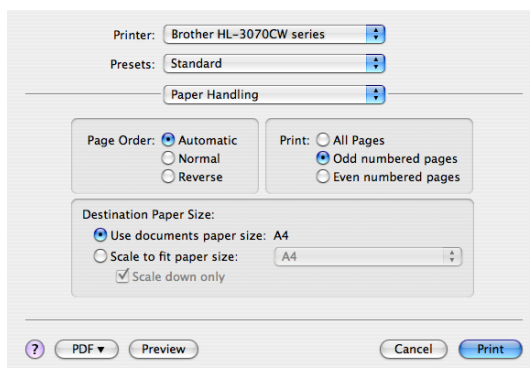 Printer: Brother HL-3070CW series
Presets: Standard
Paper Handling
Page Order: Automatic
Normal
Reverse
Print: All Pages
Odd numbered pages
Even numbered pages
Destination Paper Size:
Use documents paper size: A4
Scale to fit paper size: A4
Scale down only
? PDF ▼ Preview Cancel Print